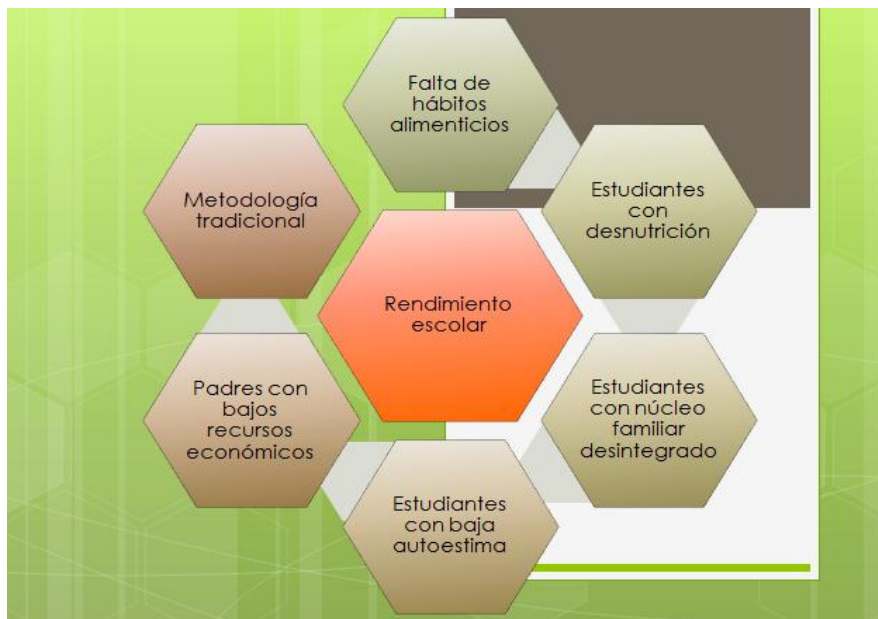 Falta de
hábitos
alimenticios
Estudiantes
con
desnutrición
Estudiantes
con núcleo
familiar
desintegrado
Estudiantes
con baja
autoestima
Padres con
bajos
recursos
económicos
Metodología
tradicional
Rendimiento
escolar